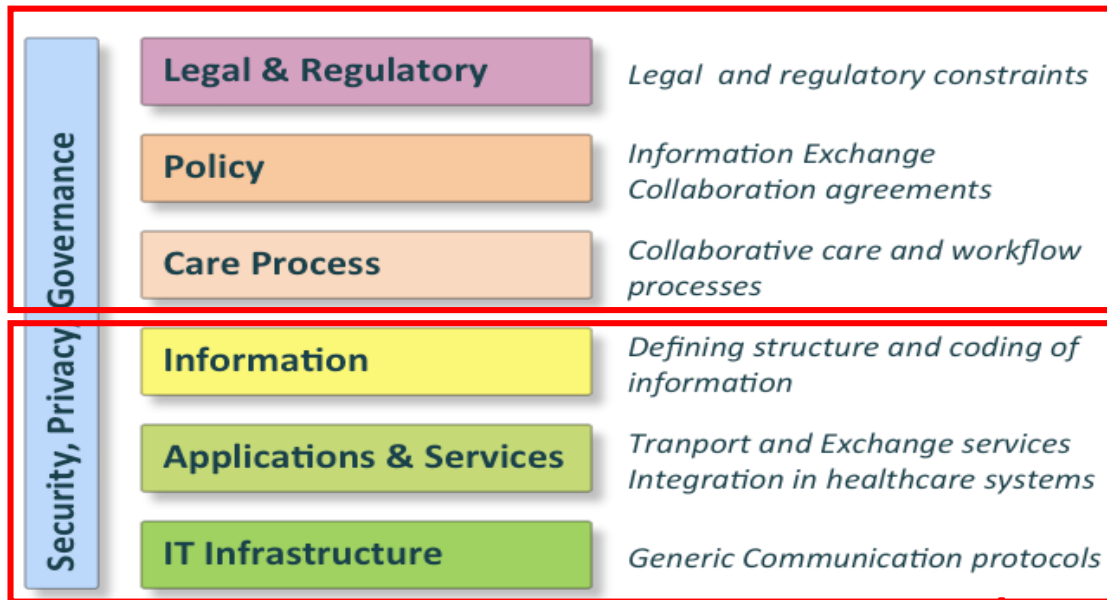 Security, Privacy, Governance
Legal & Regulatory
Legal and regulatory constraints
Policy
Information Exchange
Collaboration agreements
Care Process
Collaborative care and workflow
processes
Information
Defining structure and coding of
information
Applications & Services
Tranport and Exchange services
Integration in healthcare systems
IT Infrastructure
Generic Communication protocols